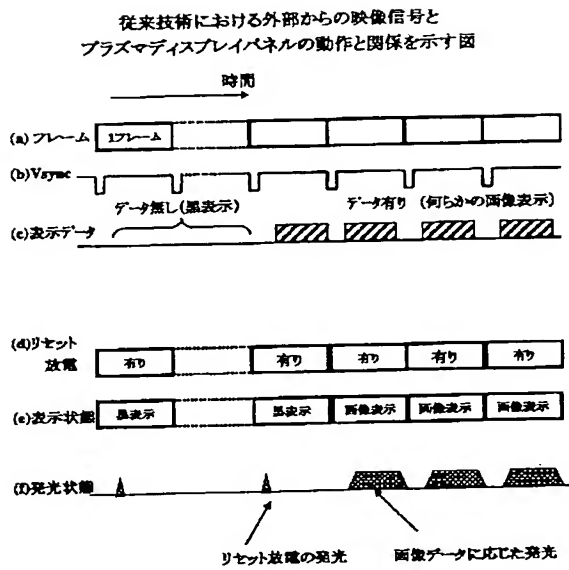 従来技術における外部からの映像信号と
プラズマディスプレイパネルの動作と関係を示す図
時間
(a)フレーム 1フレーム
(b)Vsync
データ無し(黒表示) データ有り (何らかの画像表示)
(c)表示データ
(d)リセット
放電 有り 有り 有り 有り 有り
(e)表示状態 黒表示 黒表示 画像表示 画像表示 画像表示
(f)発光状態
リセット放電の発光 画像データに応じた発光